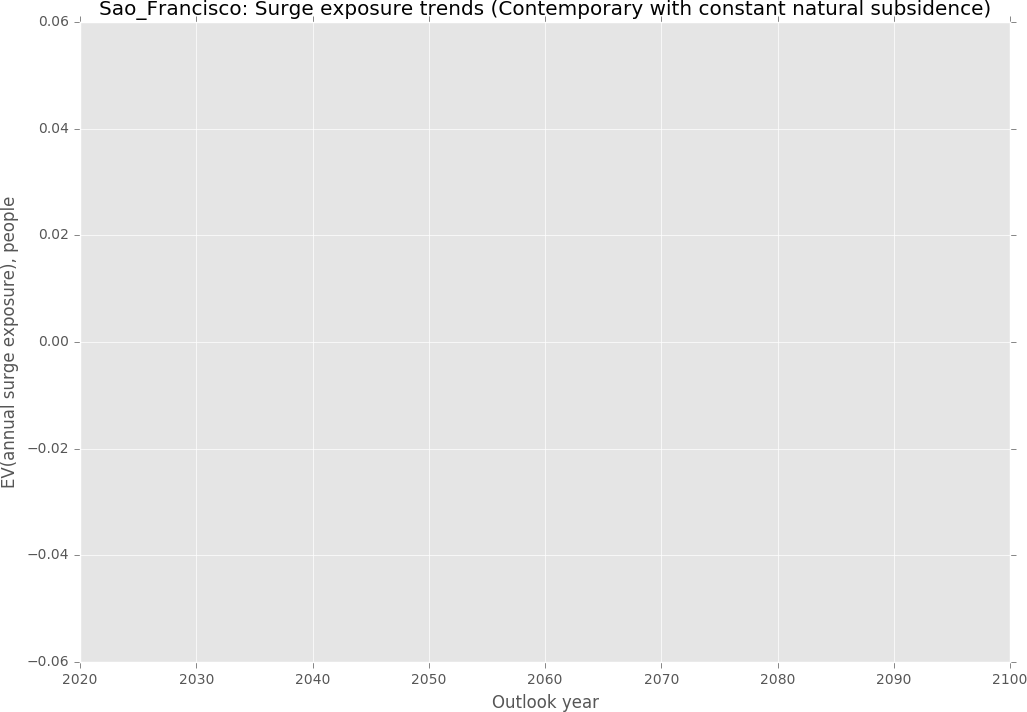 Sao_Francisco: Surge exposure trends (Contemporary with constant natural subsidence)
EV(annual surge exposure), people
0.06
0.04
0.02
0.00
−0.02
−0.04
−0.06
2020 2030 2040 2050 2060 2070 2080 2090 2100
Outlook year